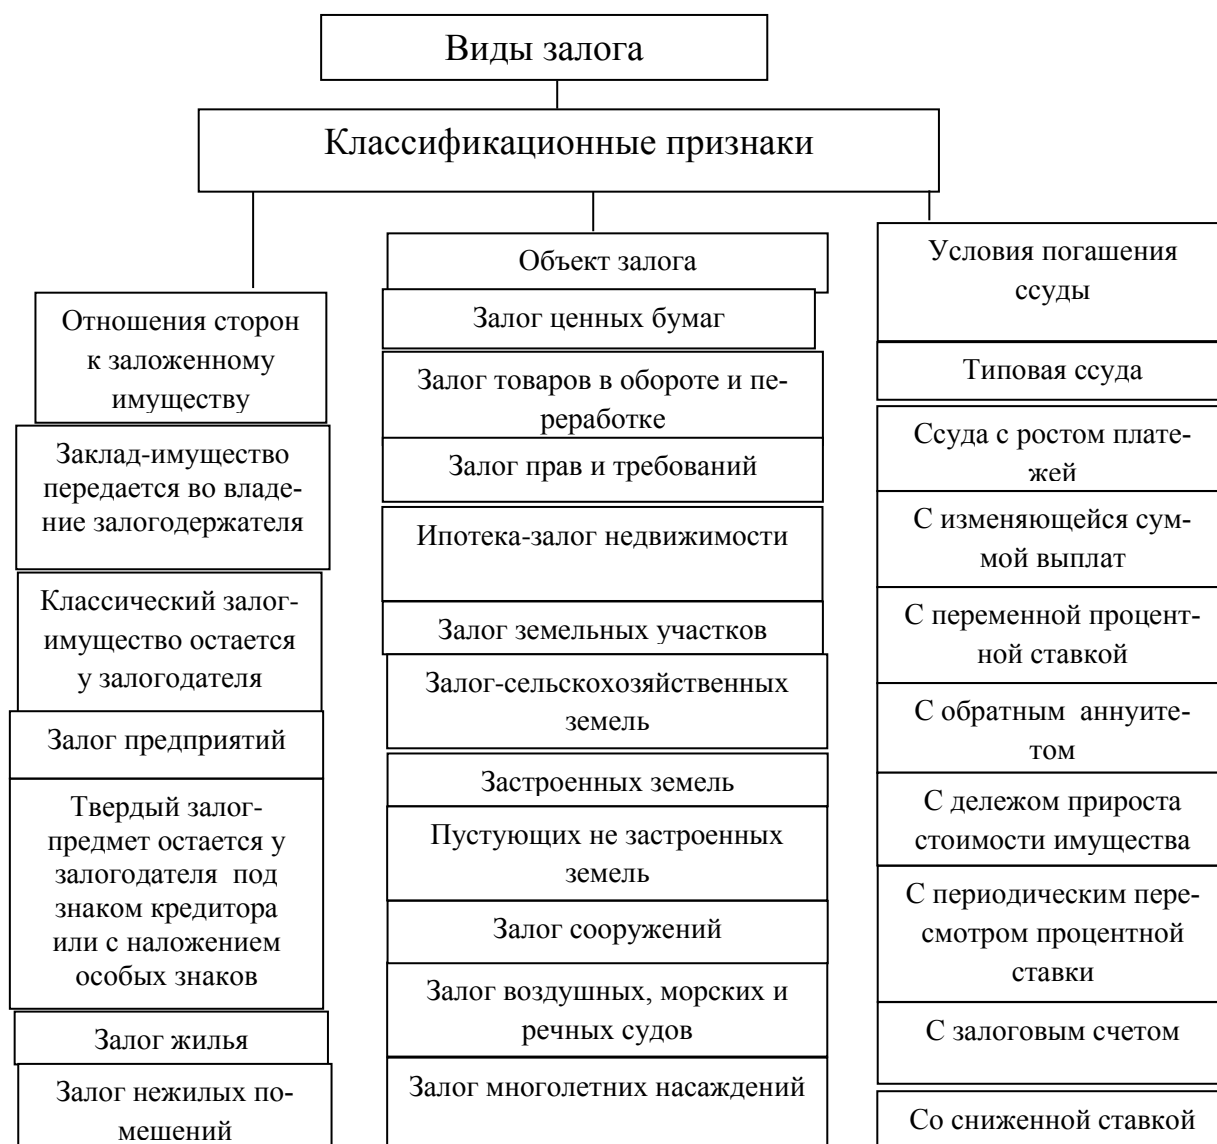 Виды залога
Классификационные признаки
Отношения сторон
к заложенному
имуществу
Заклад-имущество
передается во владе-
ние залогодержателя
Классический залог-
имущество остается
у залогодателя
Залог предприятий
Твердый залог-
предмет остается у
залогодателя под
знаком кредитора
или с наложением
особых знаков
Залог жилья
Залог нежилых по-
мещений
Объект залога
Залог ценных бумаг
Залог товаров в обороте и пе-
реработке
Залог прав и требований
Ипотека-залог недвижимости
Залог земельных участков
Залог-сельскохозяйственных
земель
Застроенных земель
Пустующих не застроенных
земель
Залог сооружений
Залог воздушных, морских и
речных судов
Залог многолетних насаждений
Условия погашения
ссуды
Типовая ссуда
Ссуда с ростом плате-
жей
С изменяющейся сум-
мой выплат
С переменной процент-
ной ставкой
С обратным аннуите-
том
С дележом прироста
стоимости имущества
С периодическим пере-
смотром процентной
ставки
С залоговым счетом
Со сниженной ставкой